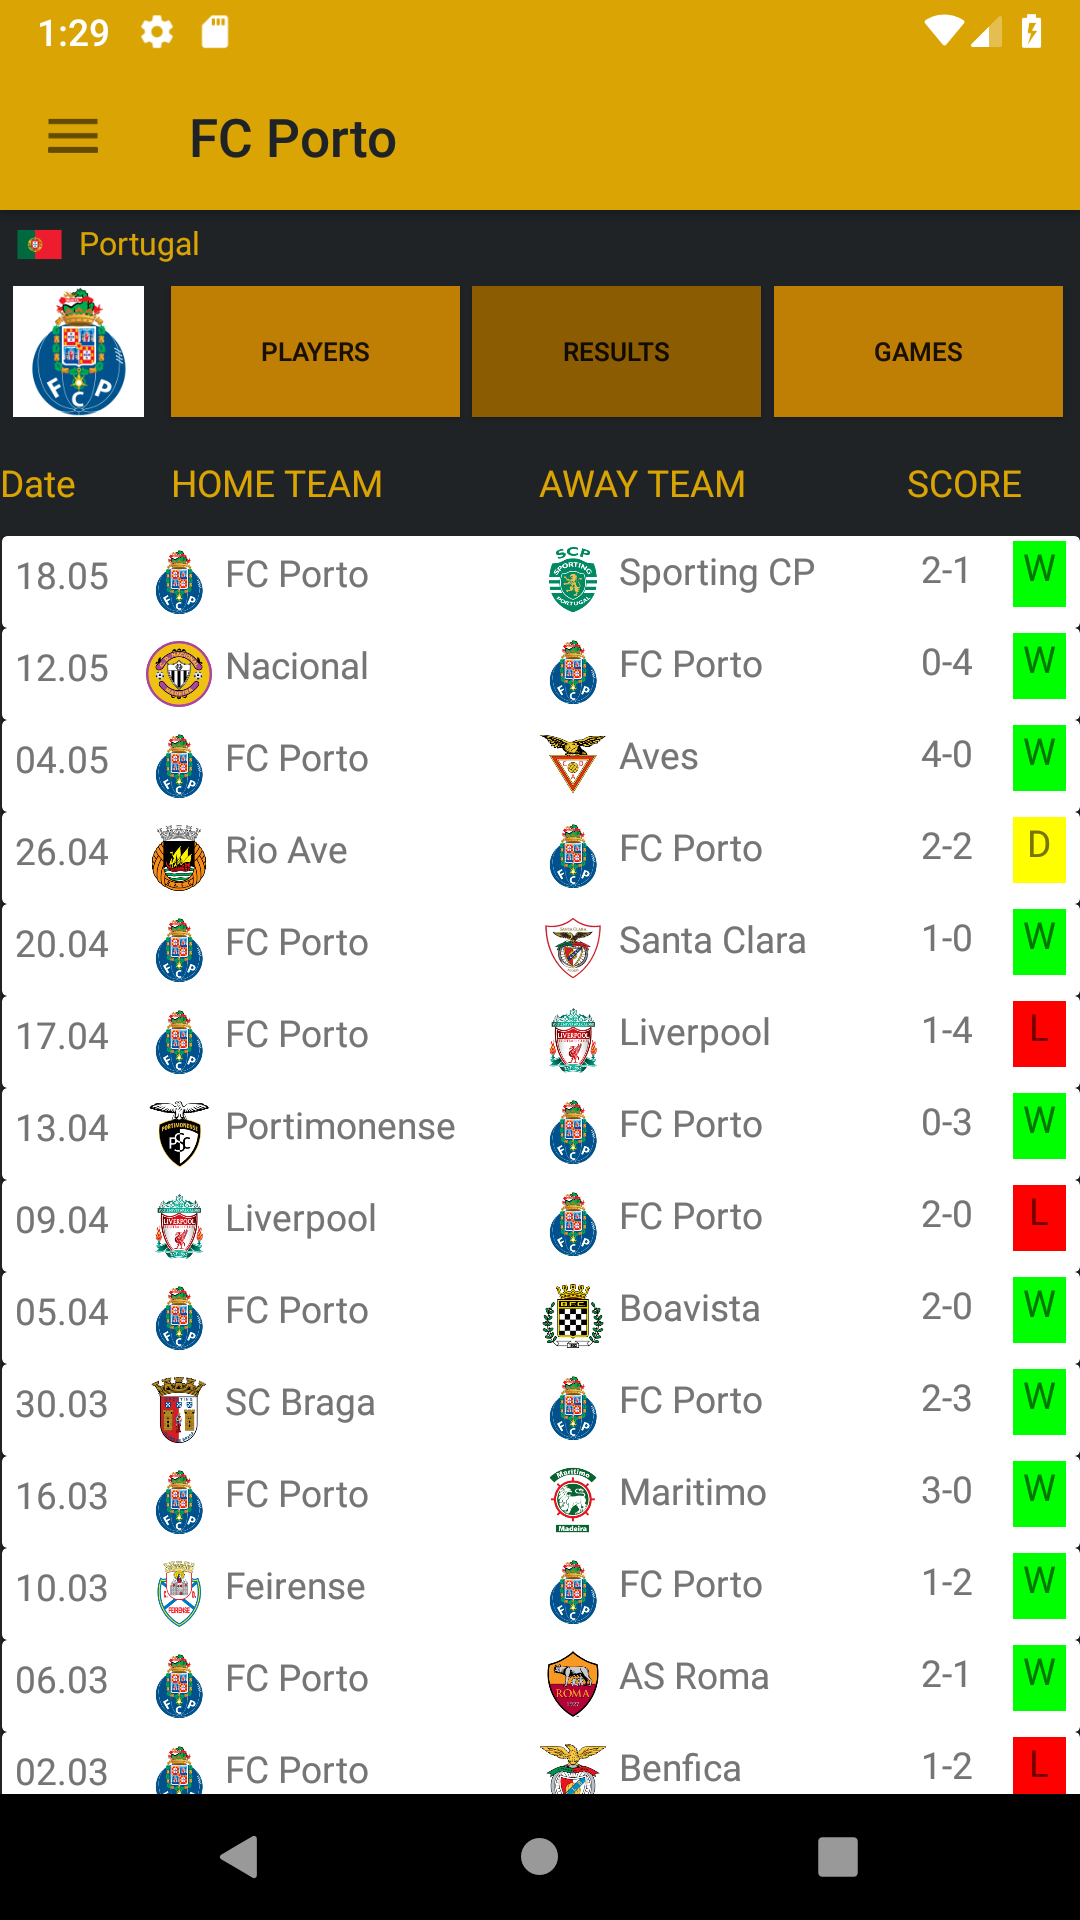 1:29
FC Porto
Portugal
PLAYERS RESULTS GAMES
Date HOME TEAM AWAY TEAM SCORE
18.05 FC Porto Sporting CP 2-1 W
12.05 Nacional FC Porto 0-4 W
04.05 FC Porto Aves 4-0 W
26.04 Rio Ave FC Porto 2-2 D
20.04 FC Porto Santa Clara 1-0 W
17.04 FC Porto Liverpool 1-4 L
13.04 Portimonense FC Porto 0-3 W
09.04 Liverpool FC Porto 2-0 L
05.04 FC Porto Boavista 2-0 W
30.03 SC Braga FC Porto 2-3 W
16.03 FC Porto Maritimo 3-0 W
10.03 Feirense FC Porto 1-2 W
06.03 FC Porto AS Roma 2-1 W
02.03 FC Porto Benfica 1-2 L